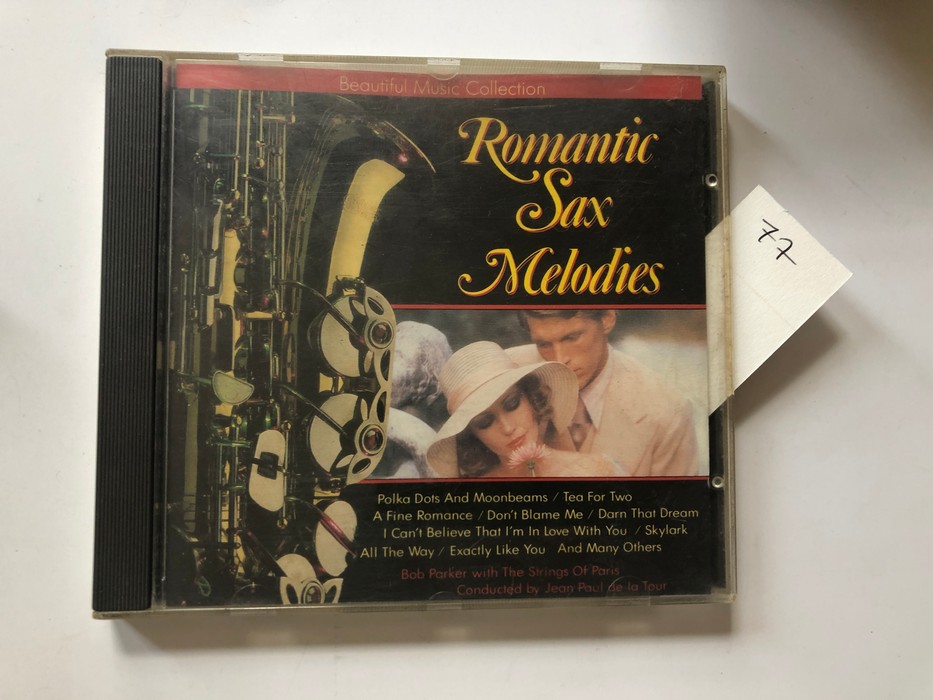 Beautiful Music Collection
Romantic
Sax
Melodies
77
Polka Dots And Moonbeams / Tea For Two
A Fine Romance / Don't Blame Me / Darn That Dream
I Can't Believe That I'm In Love With You / Skylark
All The Way / Exactly Like You And Many Others
Bob Parker with The Strings Of Paris
Conducted by Jean Paul de la Tour